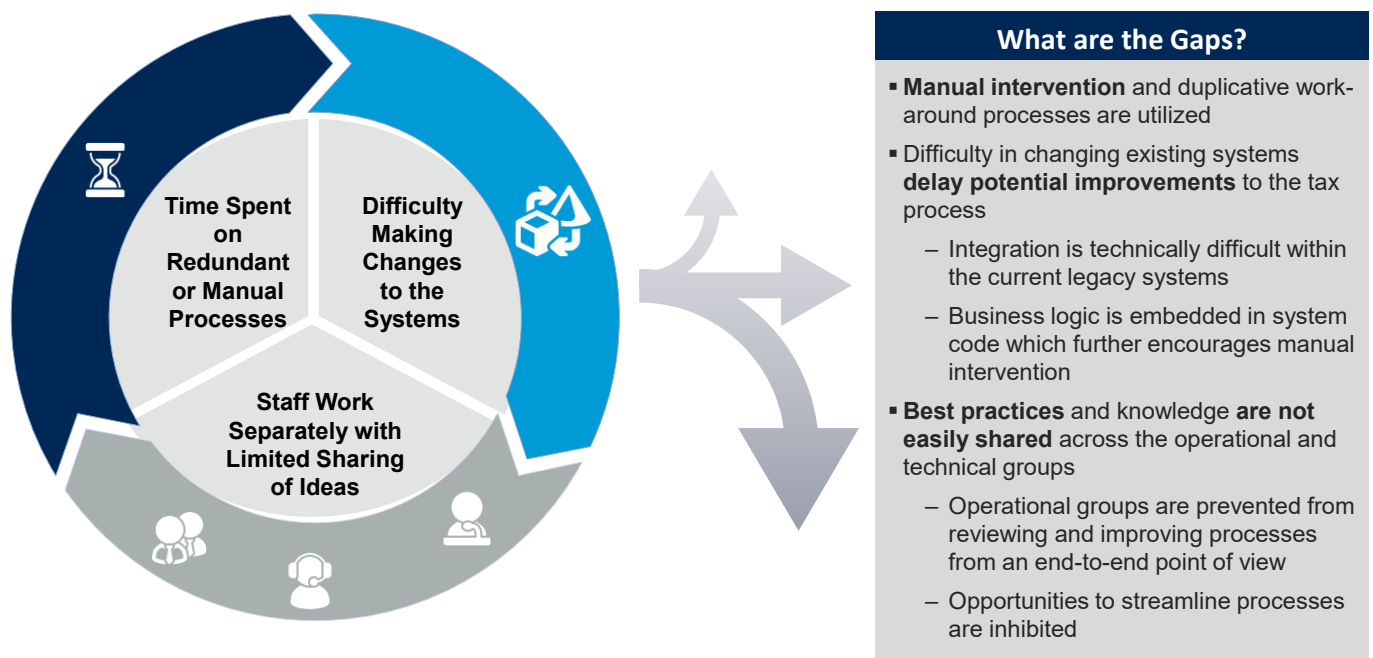 Time Spent
on
Redundant
or Manual
Processes
Difficulty
Making
Changes
to the
Systems
Staff Work
Separately with
Limited Sharing
of Ideas
What are the Gaps?
▪ Manual intervention and duplicative work-
around processes are utilized
▪ Difficulty in changing existing systems
delay potential improvements to the tax
process
– Integration is technically difficult within
the current legacy systems
– Business logic is embedded in system
code which further encourages manual
intervention
▪ Best practices and knowledge are not
easily shared across the operational and
technical groups
– Operational groups are prevented from
reviewing and improving processes
from an end-to-end point of view
– Opportunities to streamline processes
are inhibited